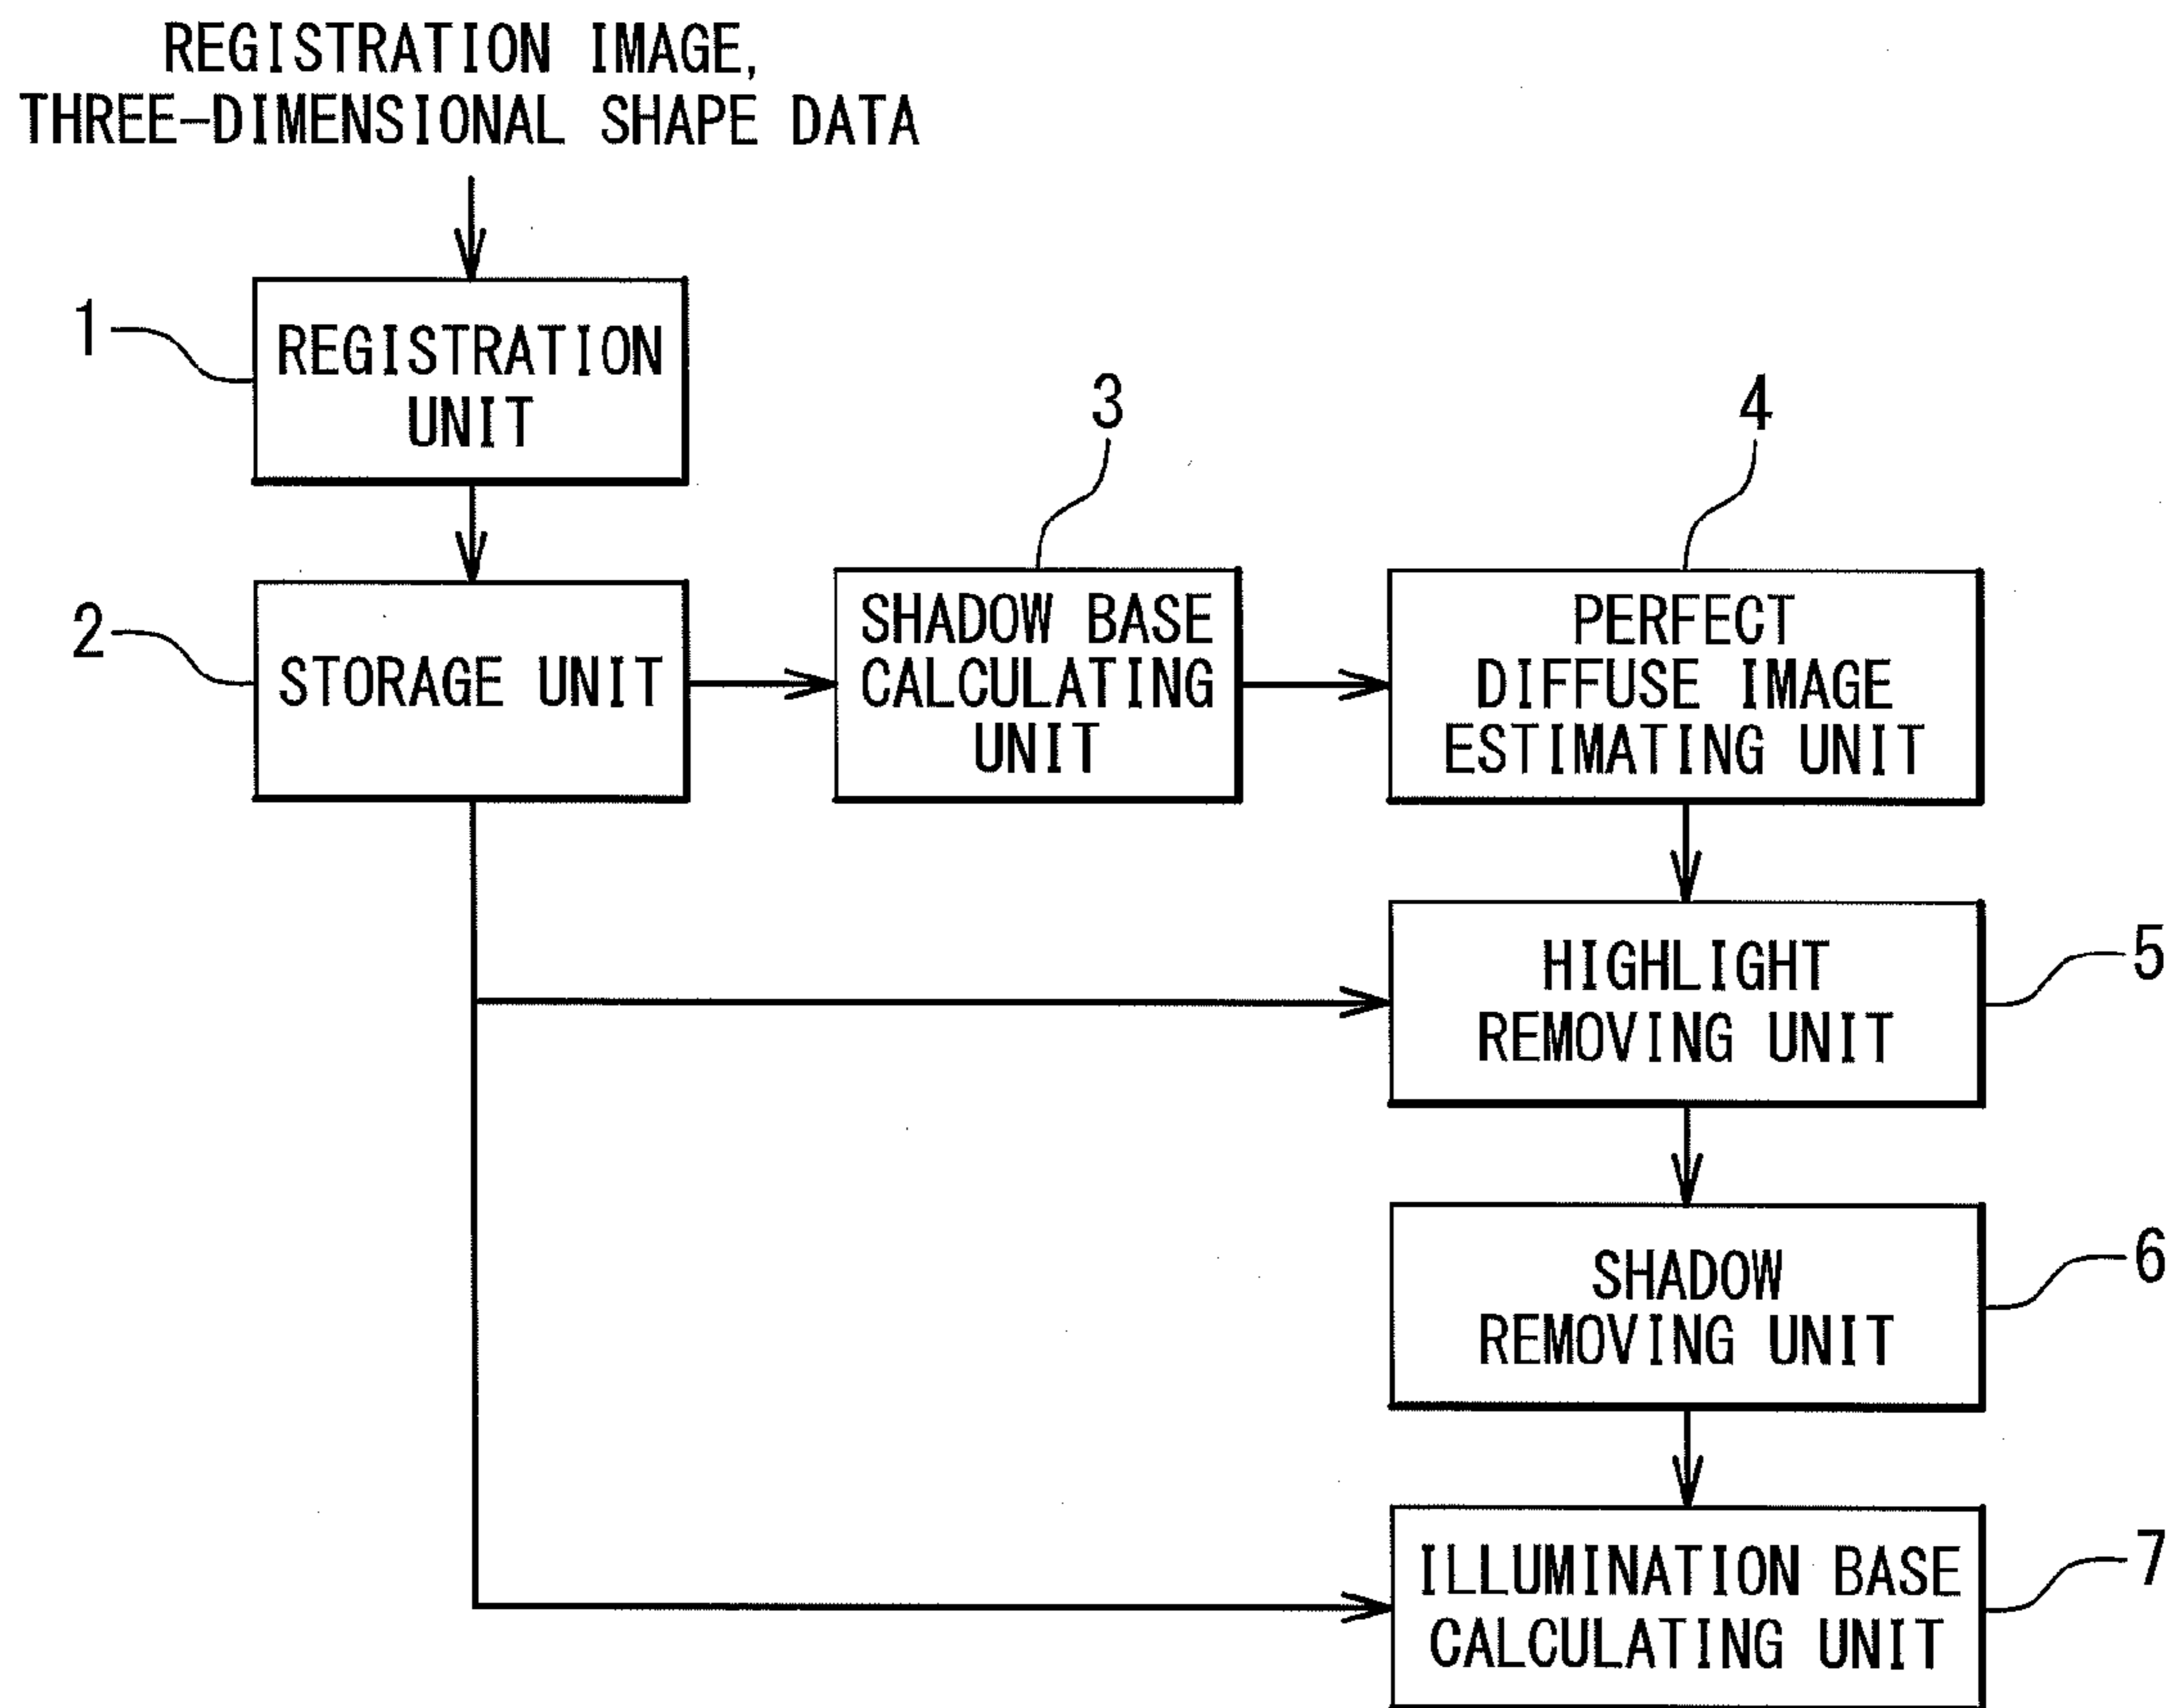 REGISTRATION IMAGE,
THREE-DIMENSIONAL SHAPE DATA
1
REGISTRATION
UNIT
2
STORAGE UNIT
3
SHADOW BASE
CALCULATING
UNIT
4
PERFECT
DIFFUSE IMAGE
ESTIMATING UNIT
HIGHLIGHT
REMOVING UNIT
5
SHADOW
REMOVING UNIT
6
ILLUMINATION BASE
CALCULATING UNIT
7